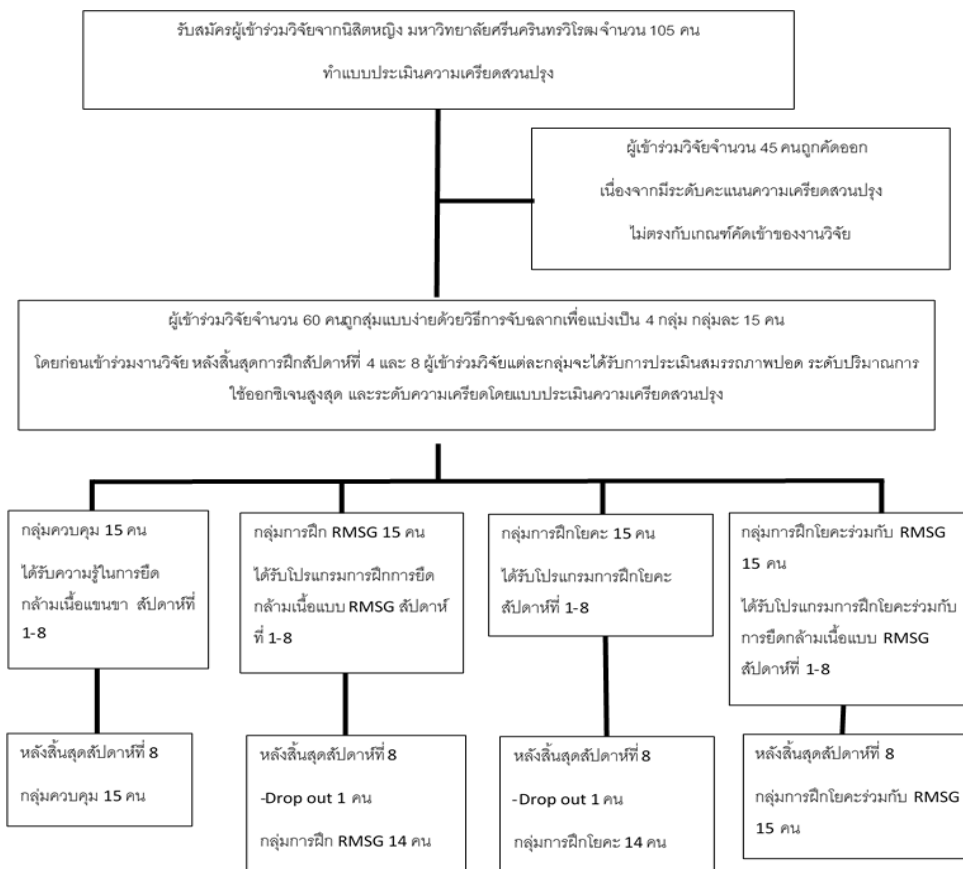 รับสมัครผู้เข้าร่วมวิจัยจากนิสิตหญิง มหาวิทยาลัยศรีนครินทรวิโรฒจำนวน 105 คน
ทำแบบประเมินความเครียดสวนปรุง
ผู้เข้าร่วมวิจัยจำนวน 45 คนถูกคัดออก
เนื่องจากมีระดับคะแนนความเครียดสวนปรุง
ไม่ตรงกับเกณฑ์คัดเข้าของงานวิจัย
ผู้เข้าร่วมวิจัยจำนวน 60 คนถูกสุ่มแบบง่ายด้วยวิธีการจับฉลากเพื่อแบ่งเป็น 4 กลุ่ม กลุ่มละ 15 คน
โดยก่อนเข้าร่วมงานวิจัย หลังสิ้นสุดการฝึกสัปดาห์ที่ 4 และ 8 ผู้เข้าร่วมวิจัยแต่ละกลุ่มจะได้รับการประเมินสมรรถภาพปอด ระดับปริมาณการ
ใช้ออกซิเจนสูงสุด และระดับความเครียดโดยแบบประเมินความเครียดสวนปรุง
กลุ่มควบคุม 15 คน
ได้รับความรู้ในการยืด
กล้ามเนื้อแขนขา สัปดาห์ที่
1-8
กลุ่มการฝึก RMSG 15 คน
ได้รับโปรแกรมการฝึกการยืด
กล้ามเนื้อแบบ RMSG สัปดาห์
ที่ 1-8
กลุ่มการฝึกโยคะ 15 คน
ได้รับโปรแกรมการฝึกโยคะ
สัปดาห์ที่ 1-8
กลุ่มการฝึกโยคะร่วมกับ RMSG
15 คน
ได้รับโปรแกรมการฝึกโยคะร่วมกับ
การยืดกล้ามเนื้อแบบ RMSG
สัปดาห์ที่ 1-8
หลังสิ้นสุดสัปดาห์ที่ 8
กลุ่มควบคุม 15 คน
หลังสิ้นสุดสัปดาห์ที่ 8
-Drop out 1 คน
กลุ่มการฝึก RMSG 14 คน
หลังสิ้นสุดสัปดาห์ที่ 8
-Drop out 1 คน
กลุ่มการฝึกโยคะ 14 คน
หลังสิ้นสุดสัปดาห์ที่ 8
กลุ่มการฝึกโยคะร่วมกับ RMSG
15 คน